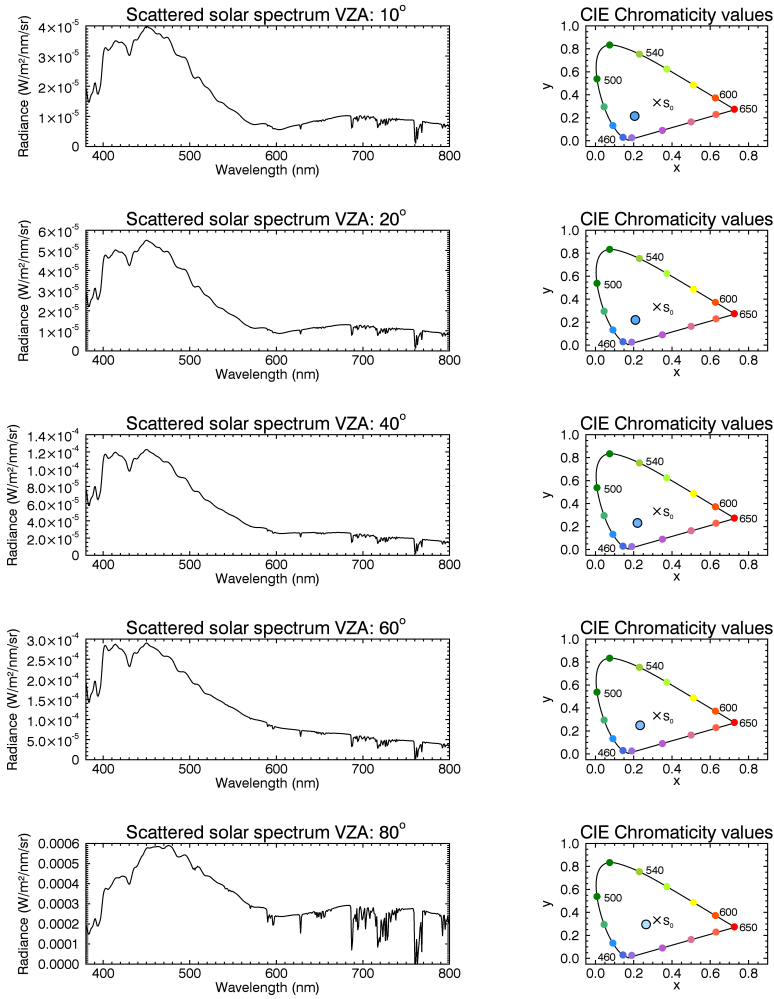 Scattered solar spectrum VZA: 10° CIE Chromaticity values
Radiance (W/m²/nm/sr)
4×10⁻⁵
3×10⁻⁵
2×10⁻⁵
1×10⁻⁵
0
400 500 600 700 800
Wavelength (nm)
y
1.0
0.8
0.6
0.4
0.2
0.0
540
500
600
650
460
S₀
0.0 0.2 0.4 0.6 0.8
x
Scattered solar spectrum VZA: 20° CIE Chromaticity values
Radiance (W/m²/nm/sr)
6×10⁻⁵
5×10⁻⁵
4×10⁻⁵
3×10⁻⁵
2×10⁻⁵
1×10⁻⁵
0
400 500 600 700 800
Wavelength (nm)
y
1.0
0.8
0.6
0.4
0.2
0.0
540
500
600
650
460
S₀
0.0 0.2 0.4 0.6 0.8
x
Scattered solar spectrum VZA: 40° CIE Chromaticity values
Radiance (W/m²/nm/sr)
1.4×10⁻⁴
1.2×10⁻⁴
1.0×10⁻⁴
8.0×10⁻⁵
6.0×10⁻⁵
4.0×10⁻⁵
2.0×10⁻⁵
0
400 500 600 700 800
Wavelength (nm)
y
1.0
0.8
0.6
0.4
0.2
0.0
540
500
600
650
460
S₀
0.0 0.2 0.4 0.6 0.8
x
Scattered solar spectrum VZA: 60° CIE Chromaticity values
Radiance (W/m²/nm/sr)
3.0×10⁻⁴
2.5×10⁻⁴
2.0×10⁻⁴
1.5×10⁻⁴
1.0×10⁻⁴
5.0×10⁻⁵
0
400 500 600 700 800
Wavelength (nm)
y
1.0
0.8
0.6
0.4
0.2
0.0
540
500
600
650
460
S₀
0.0 0.2 0.4 0.6 0.8
x
Scattered solar spectrum VZA: 80° CIE Chromaticity values
Radiance (W/m²/nm/sr)
0.0006
0.0005
0.0004
0.0003
0.0002
0.0001
0.0000
400 500 600 700 800
Wavelength (nm)
y
1.0
0.8
0.6
0.4
0.2
0.0
540
500
600
650
460
S₀
0.0 0.2 0.4 0.6 0.8
x